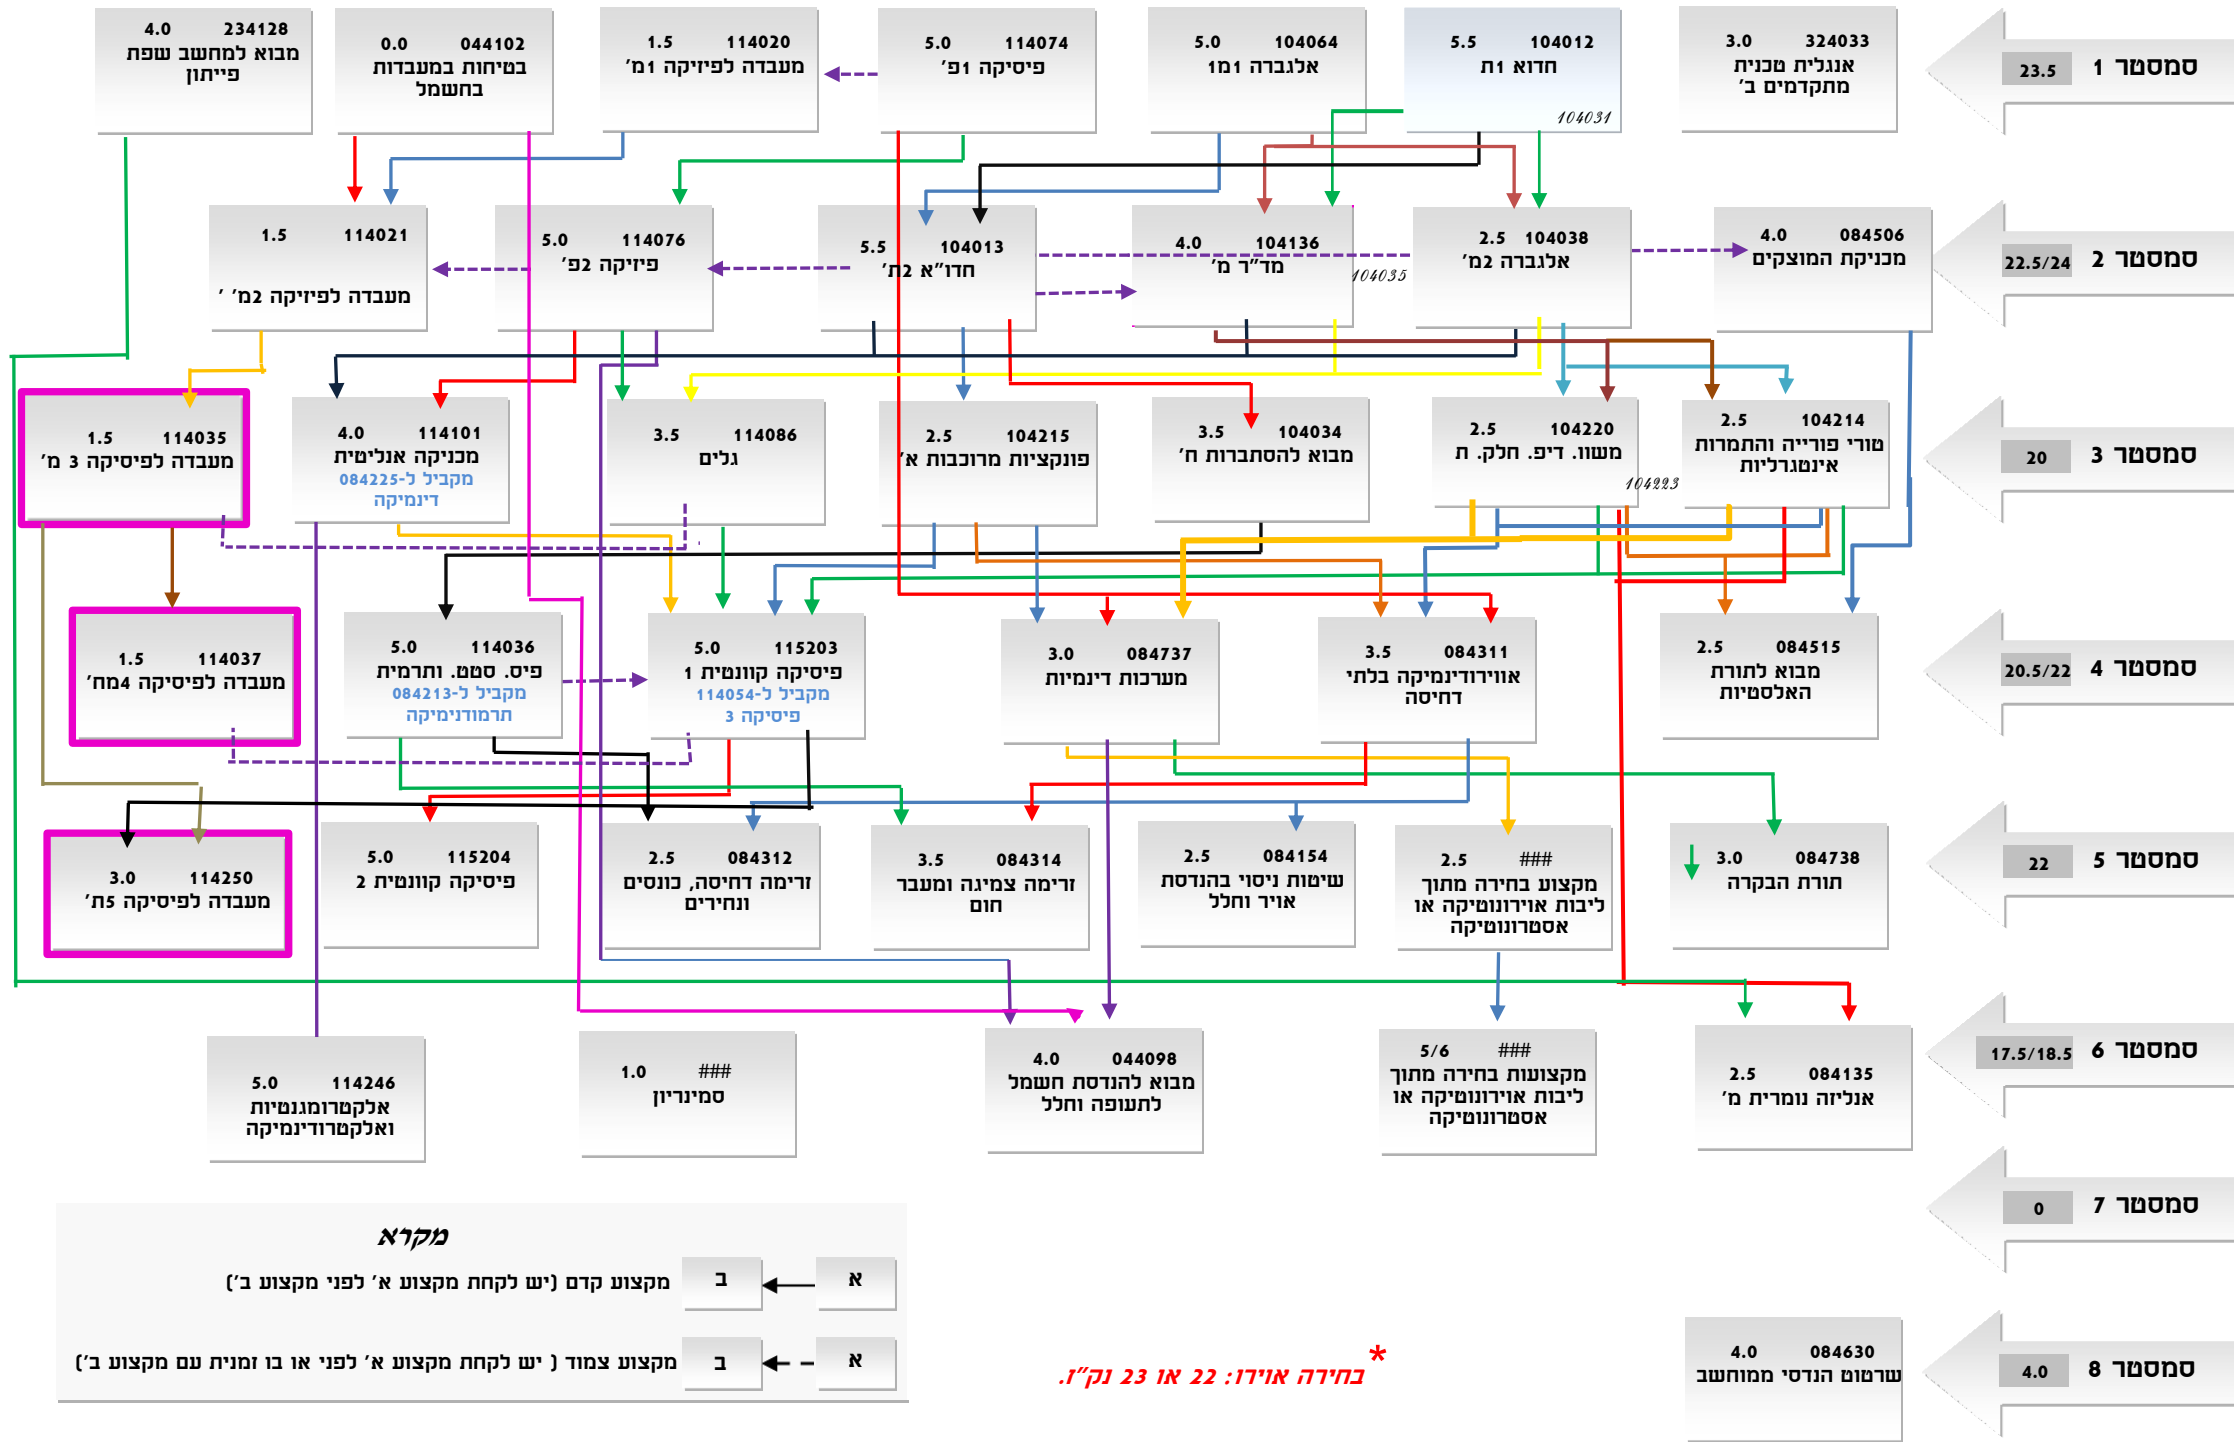 סמסטר 1
23.5
324033 3.0
אנגלית טכנית
מתקדמים ב'
104012 5.5
חדוא 1ת
104031
104064 5.0
אלגברה 1מ1
114074 5.0
פיסיקה 1פ'
114020 1.5
מעבדה לפיזיקה 1מ'
044102 0.0
בטיחות במעבדות
בחשמל
234128 4.0
מבוא למחשב שפת
פייתון
סמסטר 2
22.5/24
084506 4.0
מכניקת המוצקים
104038 2.5
אלגברה 2מ'
104136 4.0
מד"ר מ'
104035
104013 5.5
חדו"א 2ת'
114076 5.0
פיזיקה 2פ'
114021 1.5
מעבדה לפיזיקה 2מ' '
סמסטר 3
20
104214 2.5
טורי פורייה והתמרות
אינטגרליות
104220 2.5
משוו. דיפ. חלק. ת
104223
104034 3.5
מבוא להסתברות ח'
104215 2.5
פונקציות מרוכבות א'
114086 3.5
גלים
114101 4.0
מכניקה אנליטית
מקביל ל-084225
דינמיקה
114035 1.5
מעבדה לפיסיקה 3 מ'
סמסטר 4
20.5/22
084515 2.5
מבוא לתורת
האלסטיות
084311 3.5
אווירודינמיקה בלתי
דחיסה
084737 3.0
מערכות דינמיות
115203 5.0
פיסיקה קוונטית 1
מקביל ל-114054
פיסיקה 3
114036 5.0
פיס. סטט. ותרמית
מקביל ל-084213
תרמודנימיקה
114037 1.5
מעבדה לפיסיקה 4מח'
סמסטר 5
22
084738 3.0
תורת הבקרה
### 2.5
מקצוע בחירה מתוך
ליבות אוירונוטיקה או
אסטרונוטיקה
084154 2.5
שיטות ניסוי בהנדסת
אויר וחלל
084314 3.5
זרימה צמיגה ומעבר
חום
084312 2.5
זרימה דחיסה, כונסים
ונחירים
115204 5.0
פיסיקה קוונטית 2
114250 3.0
מעבדה לפיסיקה 5ת'
סמסטר 6
17.5/18.5
084135 2.5
אנליזה נומרית מ'
### 5/6
מקצועות בחירה מתוך
ליבות אוירונוטיקה או
אסטרונוטיקה
044098 4.0
מבוא להנדסת חשמל
לתעופה וחלל
### 1.0
סמינריון
114246 5.0
אלקטרומגנטיות
ואלקטרודינמיקה
סמסטר 7
0
מקרא
א ב מקצוע קדם (יש לקחת מקצוע א' לפני מקצוע ב')
א ב מקצוע צמוד ( יש לקחת מקצוע א' לפני או בו זמנית עם מקצוע ב')
*בחירה אוירו: 22 או 23 נק"ז.
סמסטר 8
4.0
084630 4.0
שרטוט הנדסי ממוחשב